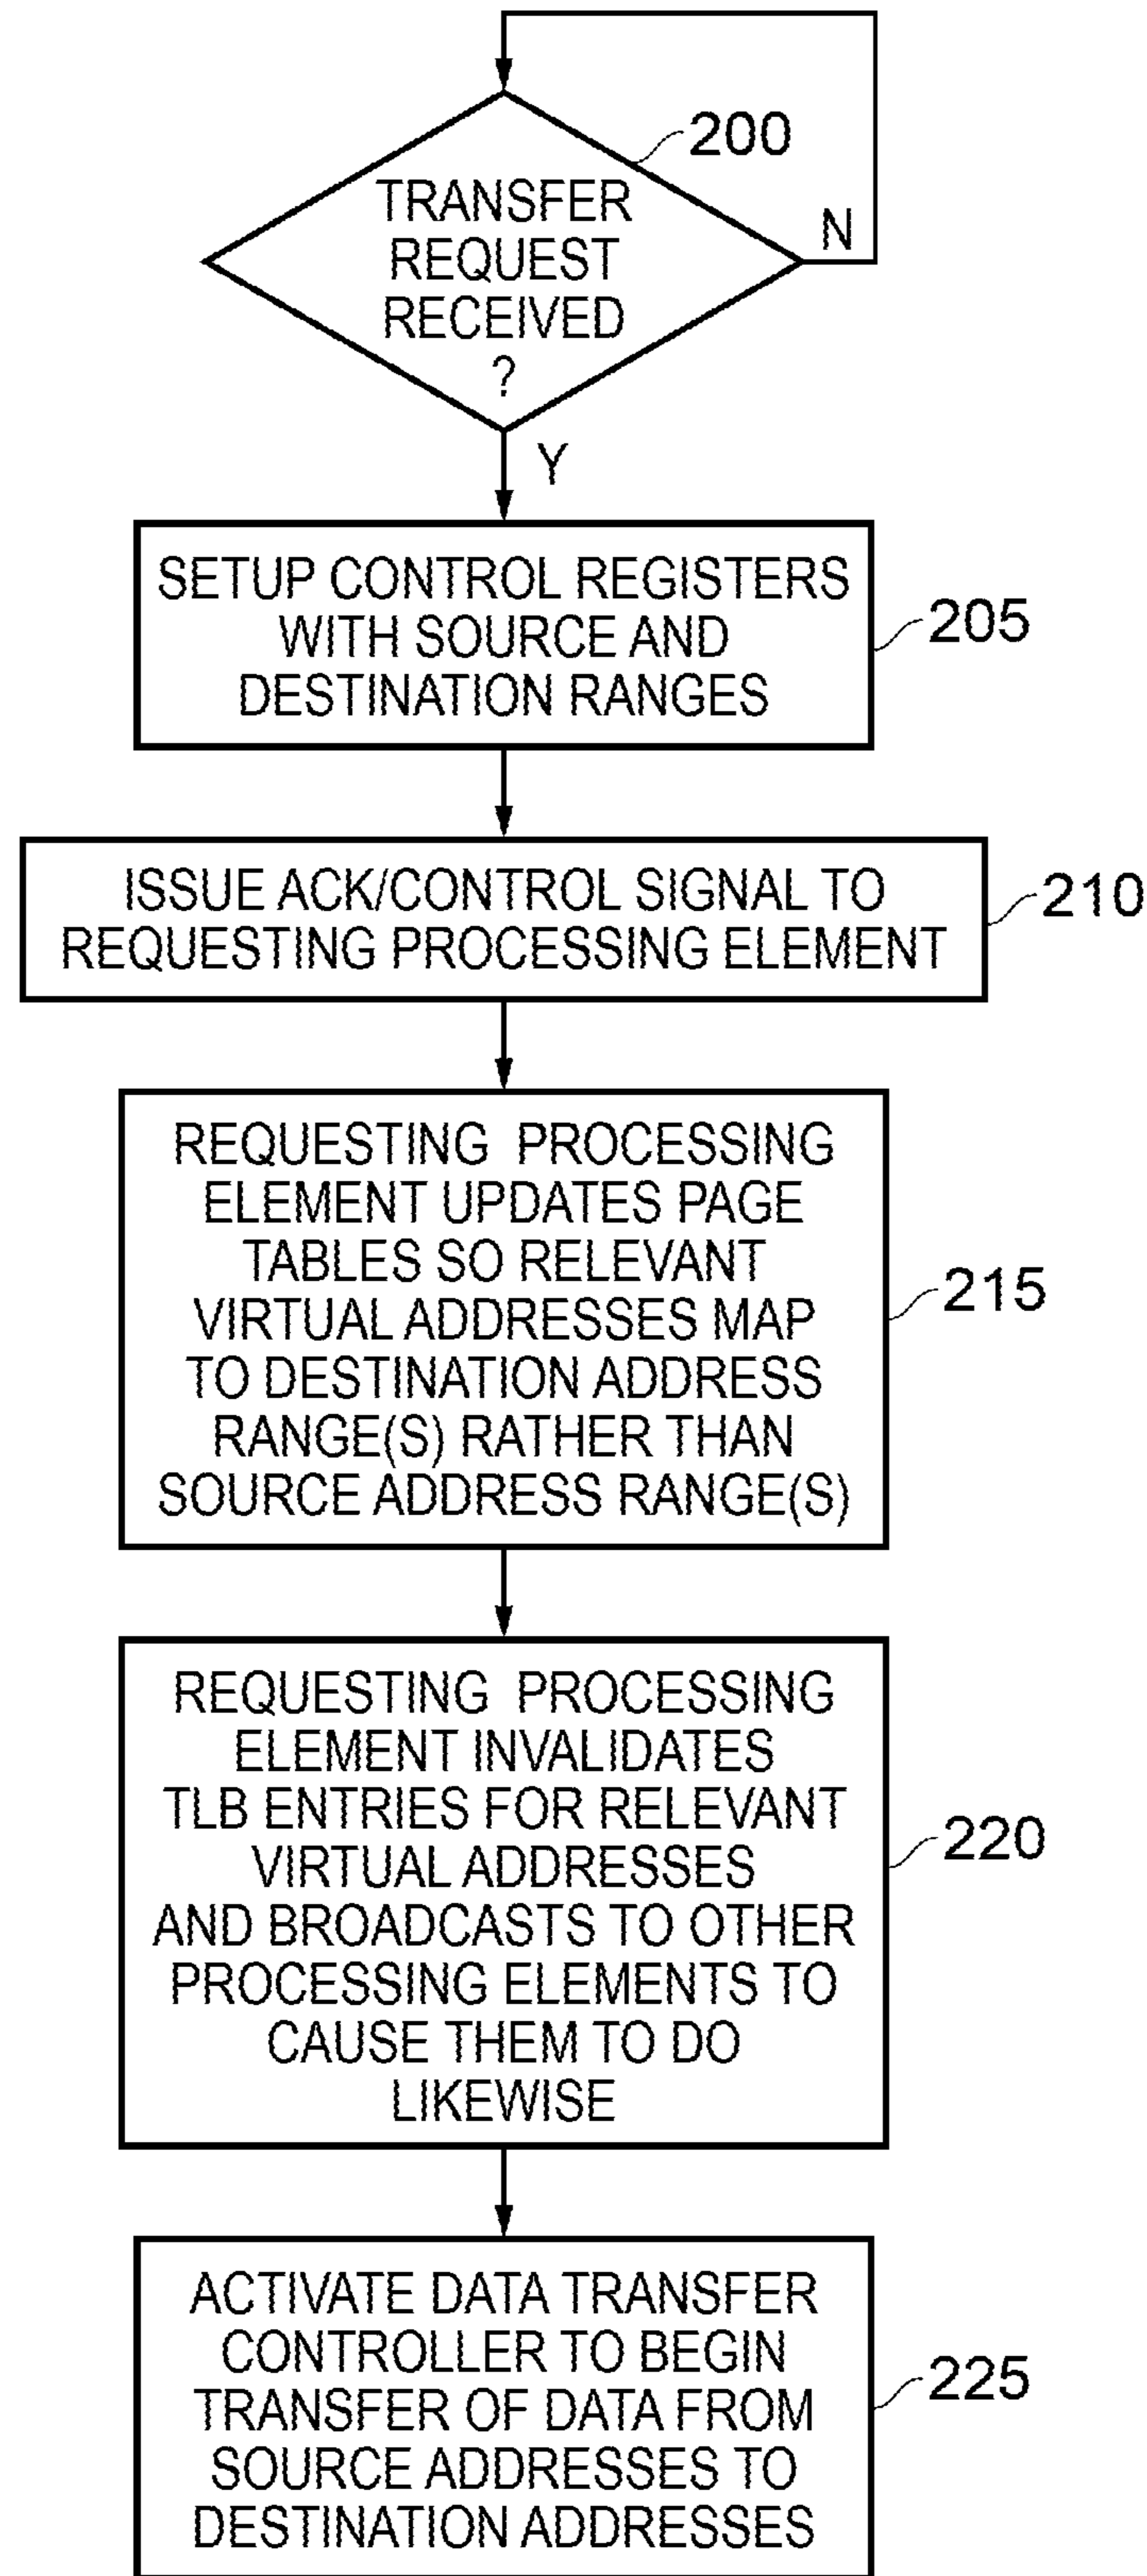 200
TRANSFER
REQUEST
RECEIVED
?
N
Y
SETUP CONTROL REGISTERS
WITH SOURCE AND
DESTINATION RANGES
205
ISSUE ACK/CONTROL SIGNAL TO
REQUESTING PROCESSING ELEMENT
210
REQUESTING PROCESSING
ELEMENT UPDATES PAGE
TABLES SO RELEVANT
VIRTUAL ADDRESSES MAP
TO DESTINATION ADDRESS
RANGE(S) RATHER THAN
SOURCE ADDRESS RANGE(S)
215
REQUESTING PROCESSING
ELEMENT INVALIDATES
TLB ENTRIES FOR RELEVANT
VIRTUAL ADDRESSES
AND BROADCASTS TO OTHER
PROCESSING ELEMENTS TO
CAUSE THEM TO DO
LIKEWISE
220
ACTIVATE DATA TRANSFER
CONTROLLER TO BEGIN
TRANSFER OF DATA FROM
SOURCE ADDRESSES TO
DESTINATION ADDRESSES
225